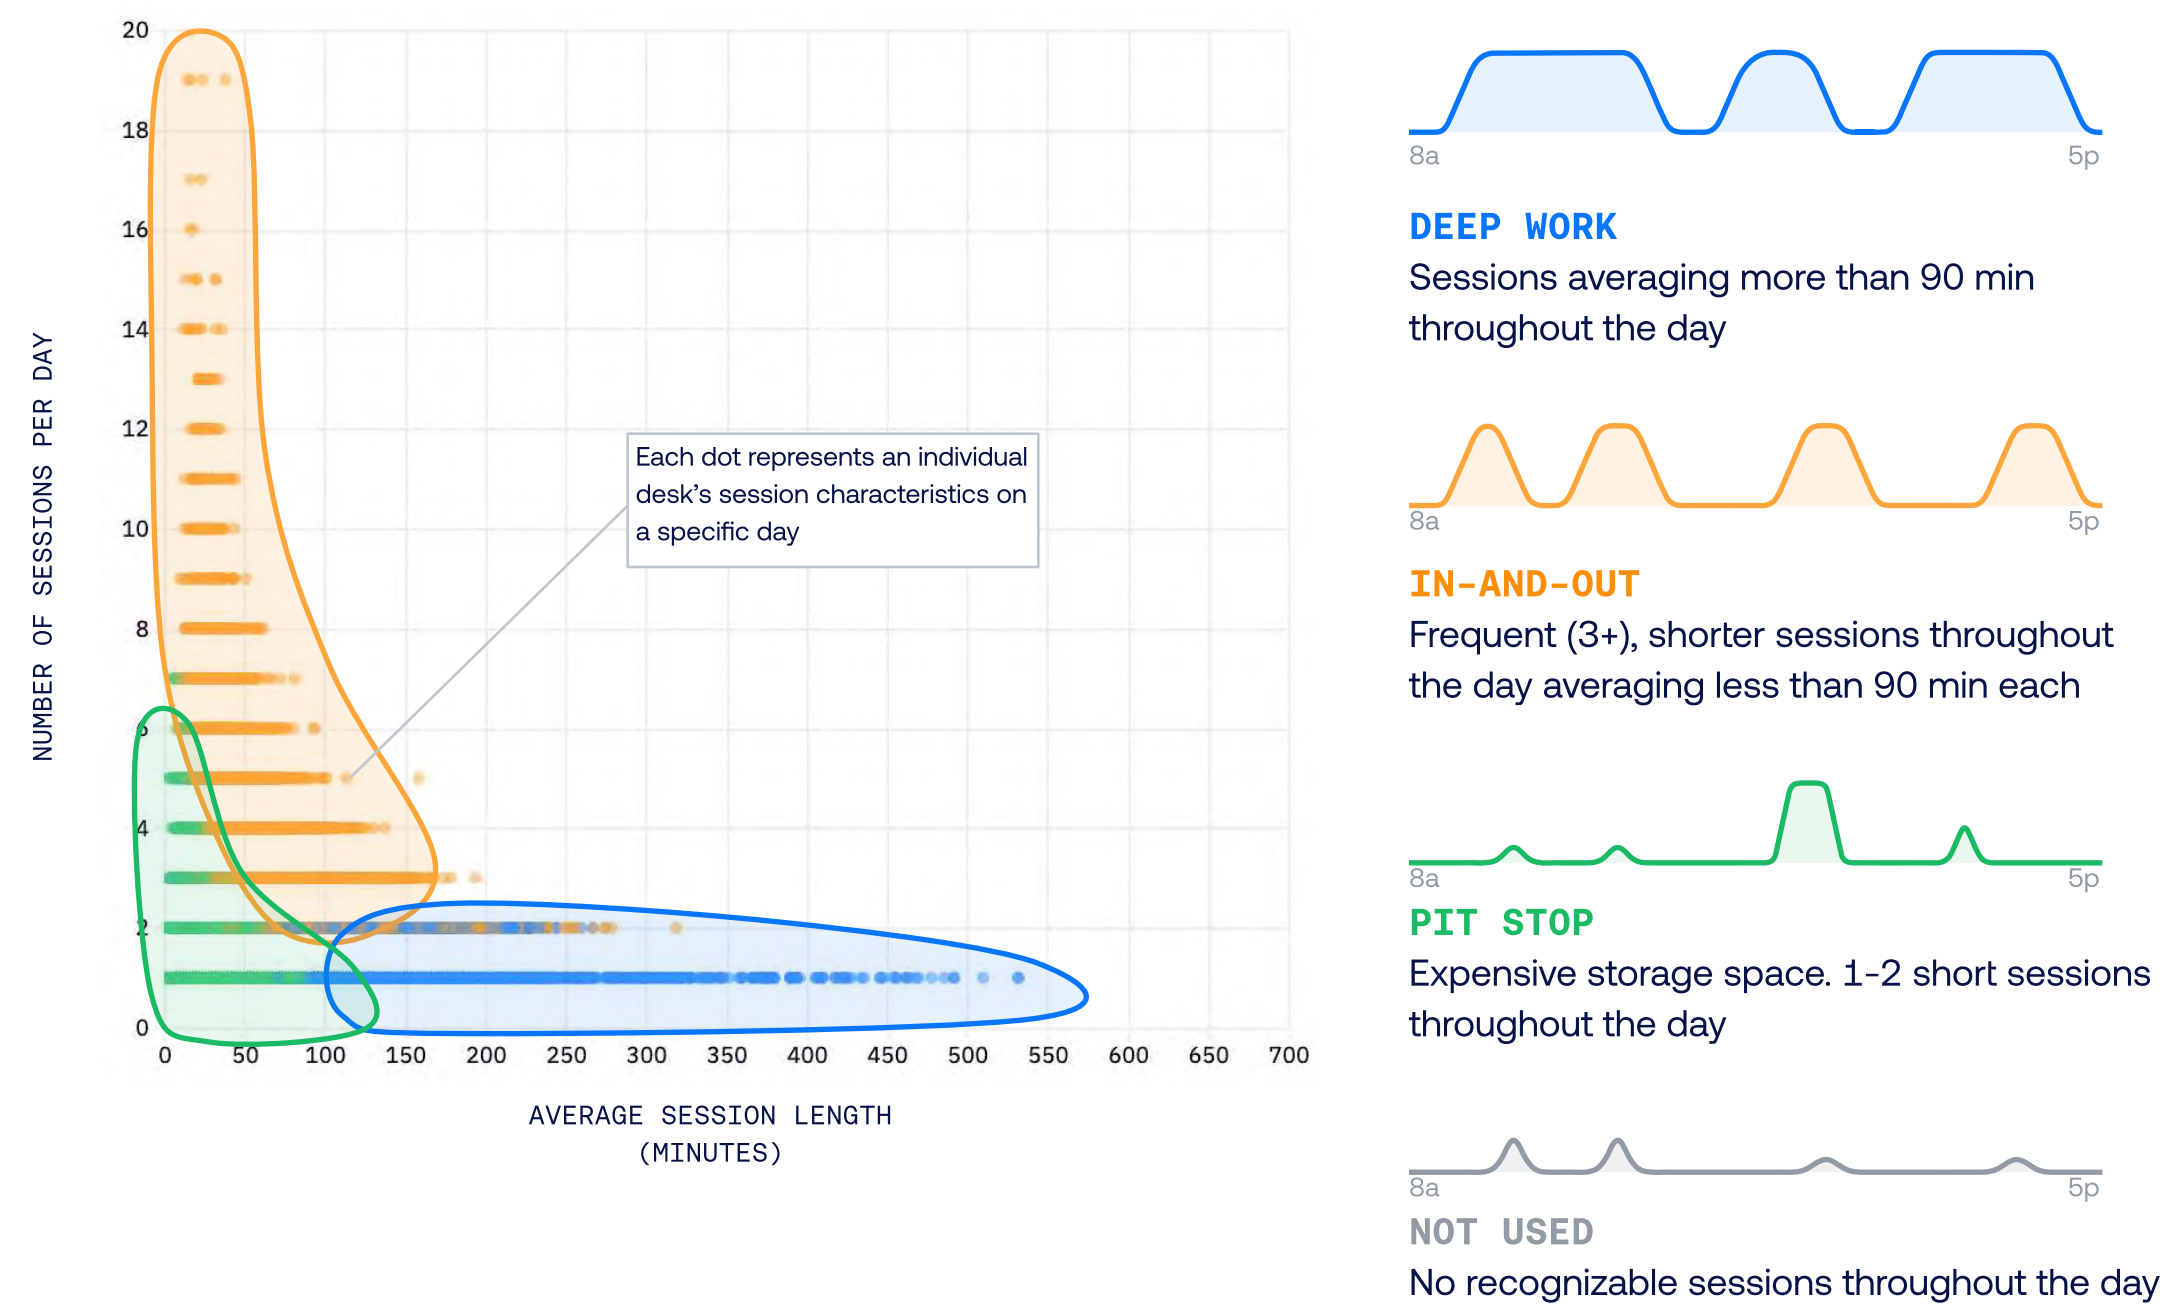 NUMBER OF SESSIONS PER DAY
20
18
16
14
12
10
8
6
4
2
0
0 50 100 150 200 250 300 350 400 450 500 550 600 650 700
AVERAGE SESSION LENGTH
(MINUTES)
Each dot represents an individual
desk’s session characteristics on
a specific day
8a 5p
DEEP WORK
Sessions averaging more than 90 min
throughout the day
8a 5p
IN-AND-OUT
Frequent (3+), shorter sessions throughout
the day averaging less than 90 min each
8a 5p
PIT STOP
Expensive storage space. 1-2 short sessions
throughout the day
8a 5p
NOT USED
No recognizable sessions throughout the day